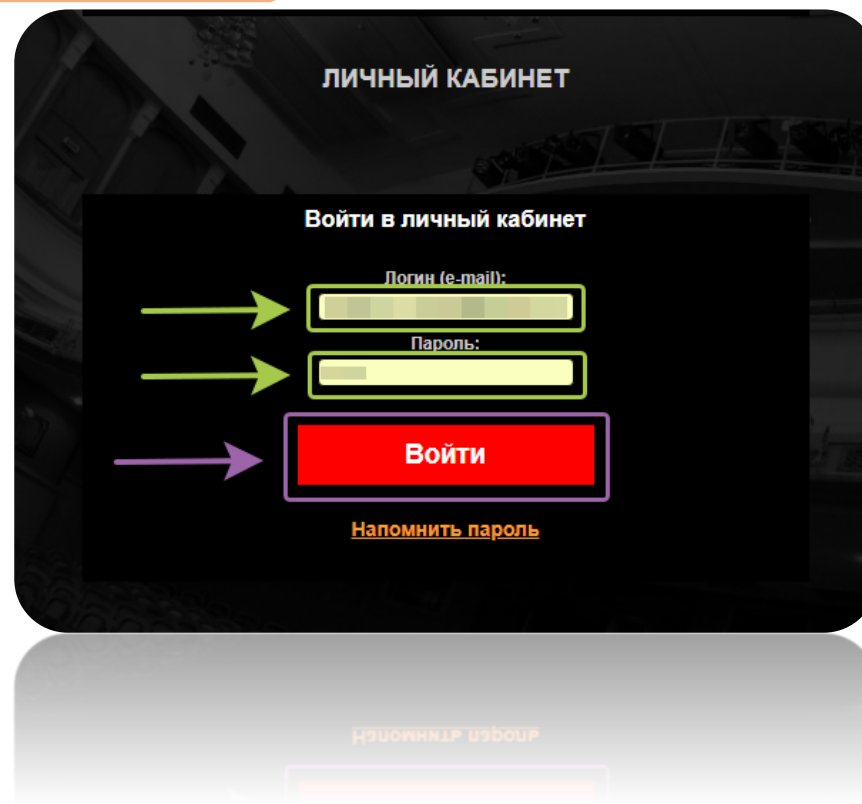 ЛИЧНЫЙ КАБИНЕТ
Войти в личный кабинет
Логин (e-mail):
Пароль:
Войти
Напомнить пароль